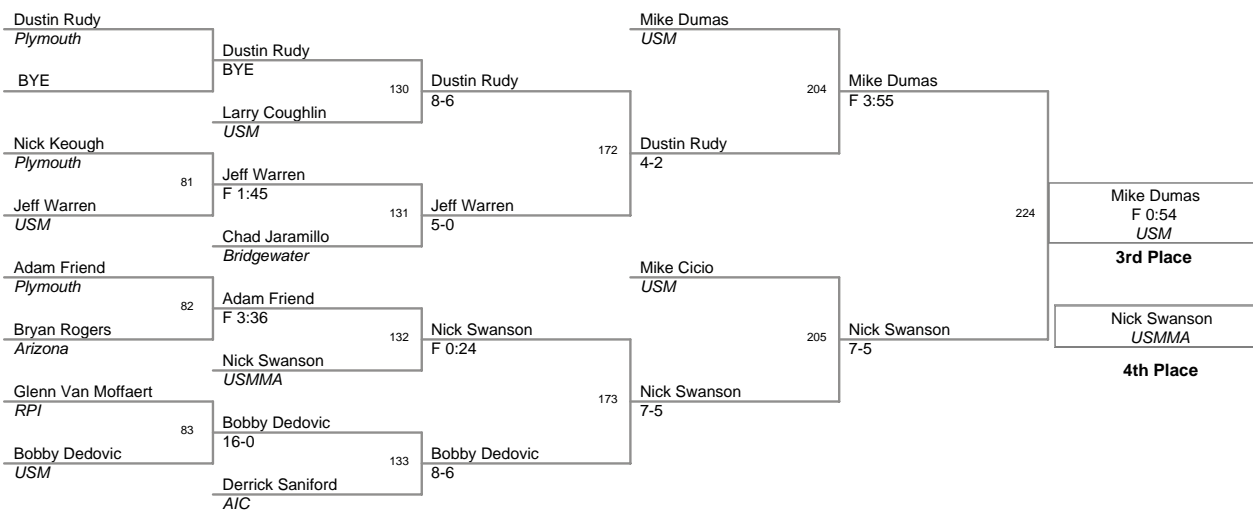 Dustin Rudy
Plymouth
BYE
Nick Keough
Plymouth
81
Jeff Warren
USM
Adam Friend
Plymouth
82
Bryan Rogers
Arizona
Glenn Van Moffaert
RPI
83
Bobby Dedovic
USM
Dustin Rudy
BYE
130
Larry Coughlin
USM
Jeff Warren
F 1:45
131
Chad Jaramillo
Bridgewater
Adam Friend
F 3:36
132
Nick Swanson
USMMA
Bobby Dedovic
16-0
133
Derrick Saniford
AIC
Dustin Rudy
8-6
172
Jeff Warren
5-0
Nick Swanson
F 0:24
173
Bobby Dedovic
8-6
Mike Dumas
USM
204
Dustin Rudy
4-2
Mike Cicio
USM
205
Nick Swanson
7-5
Mike Dumas
F 3:55
224
Nick Swanson
7-5
Mike Dumas
F 0:54
USM
3rd Place
Nick Swanson
USMMA
4th Place